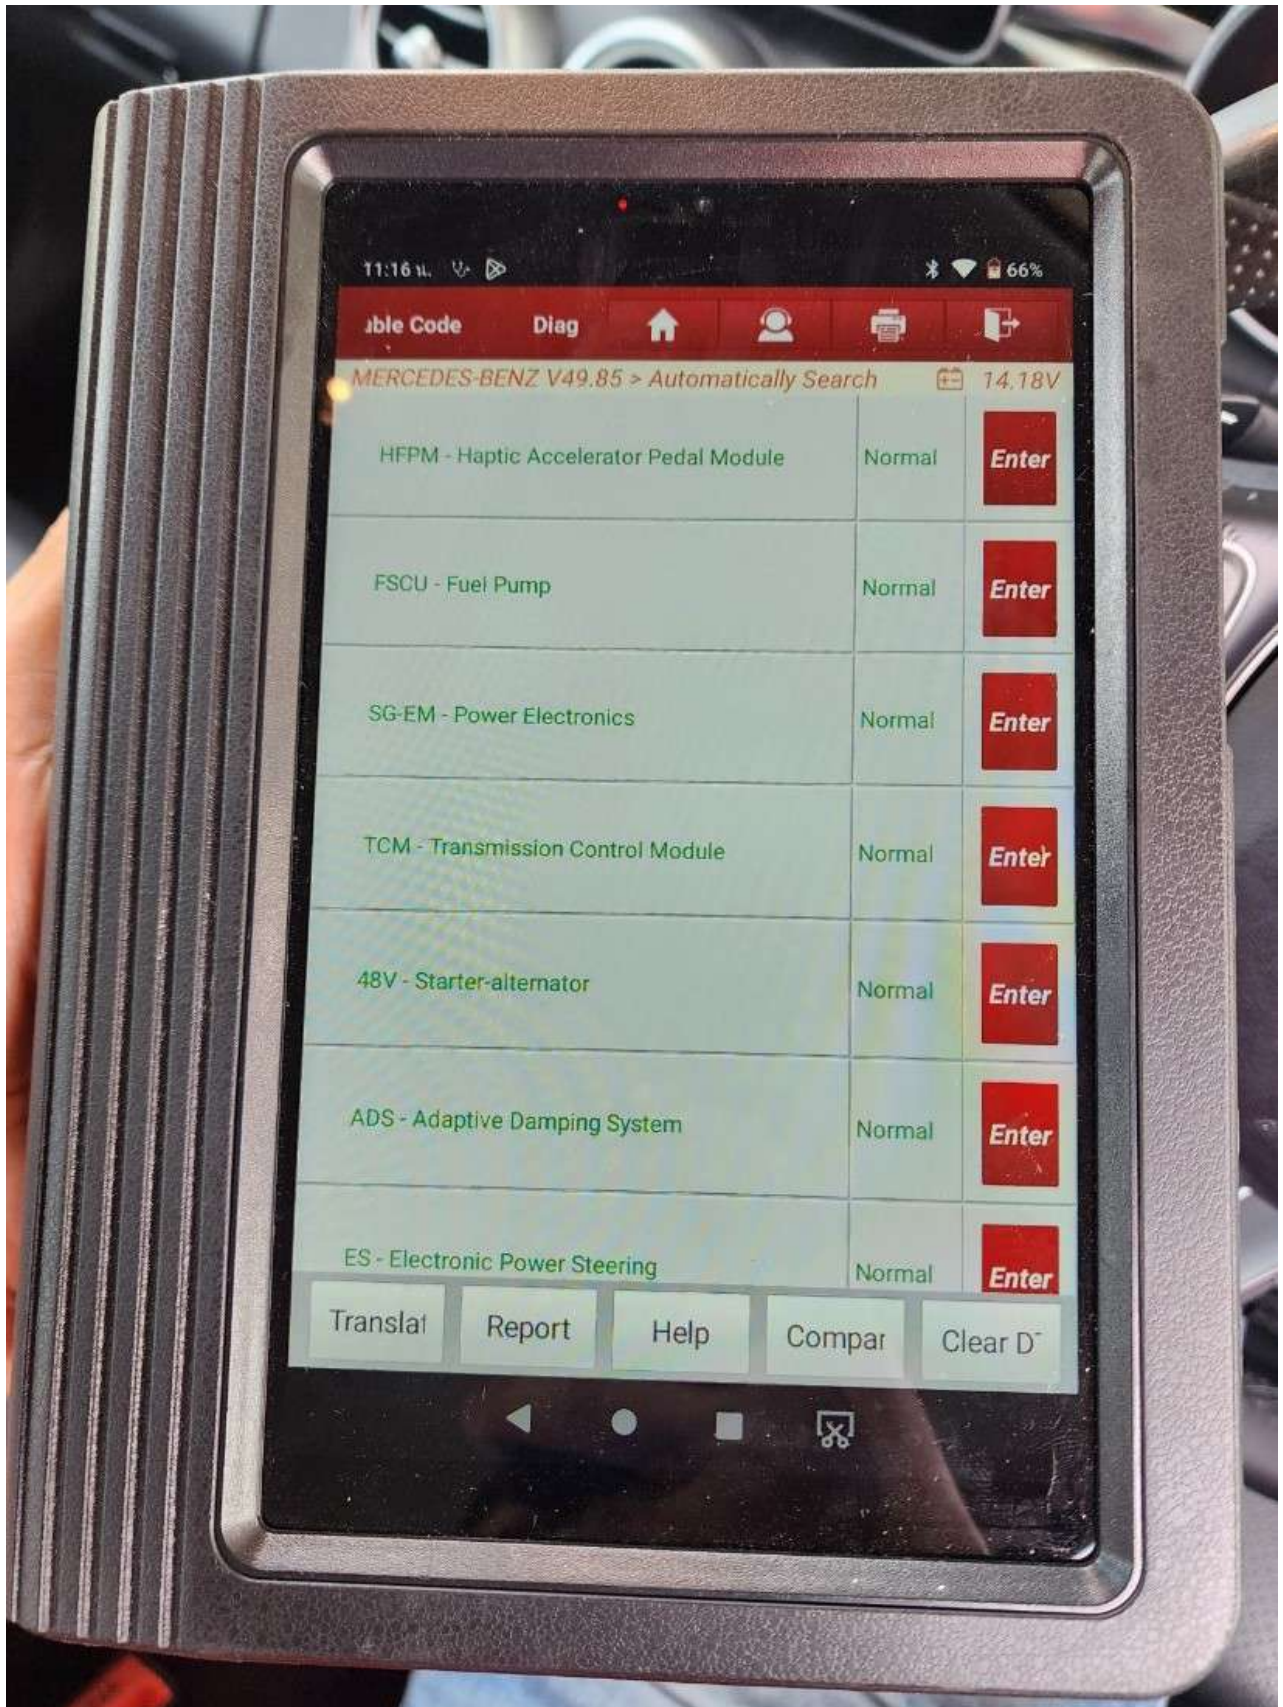 11:16 น. 66%
able Code Diag
MERCEDES-BENZ V49.85 > Automatically Search 14.18V
HFPM - Haptic Accelerator Pedal Module Normal Enter
FSCU - Fuel Pump Normal Enter
SG-EM - Power Electronics Normal Enter
TCM - Transmission Control Module Normal Enter
48V - Starter-alternator Normal Enter
ADS - Adaptive Damping System Normal Enter
ES - Electronic Power Steering Normal Enter
Translat Report Help Compar Clear D